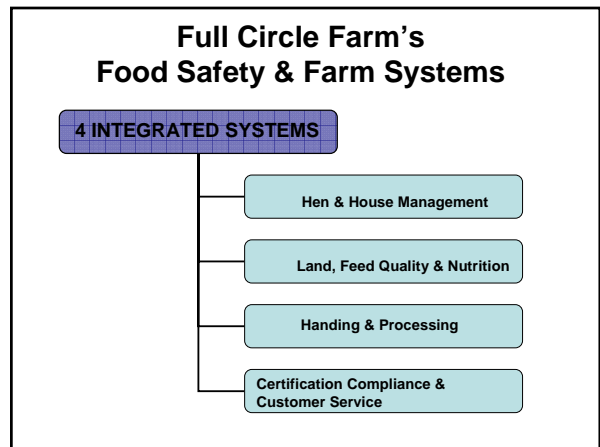 Full Circle Farm's
Food Safety & Farm Systems
4 INTEGRATED SYSTEMS
Hen & House Management
Land, Feed Quality & Nutrition
Handing & Processing
Certification Compliance &
Customer Service